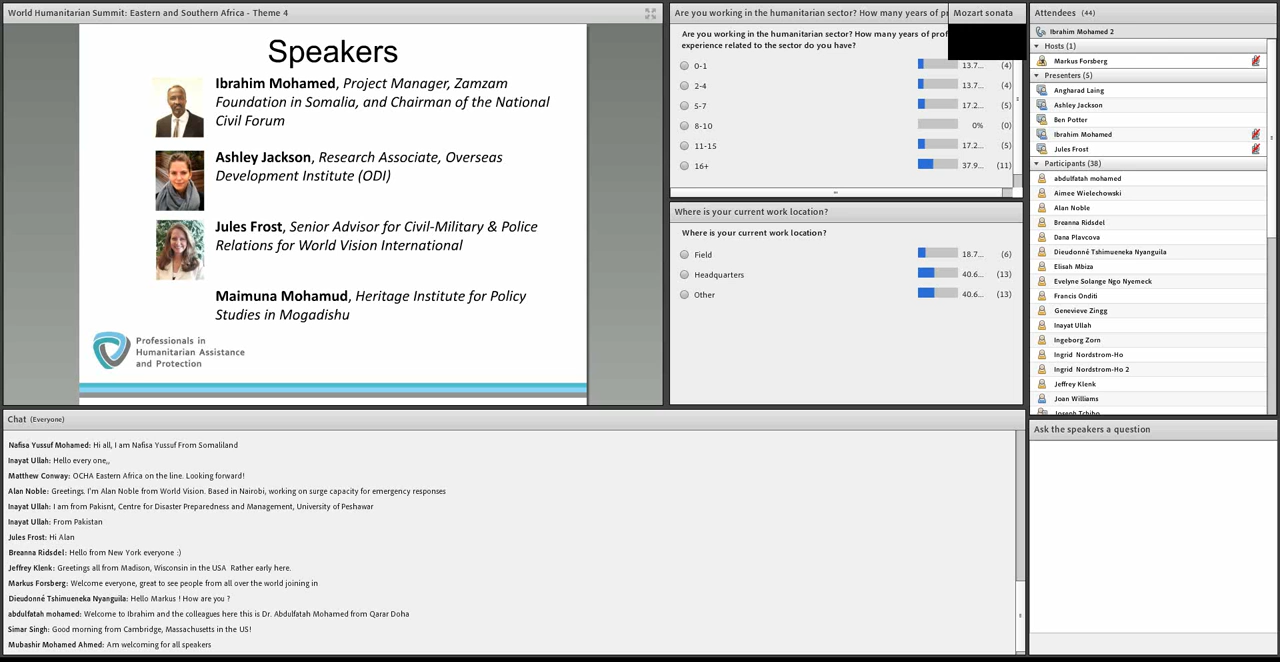 World Humanitarian Summit: Eastern and Southern Africa - Theme 4
Speakers
Ibrahim Mohamed, Project Manager, Zamzam
Foundation in Somalia, and Chairman of the National
Civil Forum
Ashley Jackson, Research Associate, Overseas
Development Institute (ODI)
Jules Frost, Senior Advisor for Civil-Military & Police
Relations for World Vision International
Maimuna Mohamud, Heritage Institute for Policy
Studies in Mogadishu
Professionals in
Humanitarian Assistance
and Protection
Are you working in the humanitarian sector? How many years of
Mozart sonata
Are you working in the humanitarian sector? How many years of prof
experience related to the sector do you have?
0-1 13.7... (4)
2-4 13.7... (4)
5-7 17.2... (5)
8-10 0% (0)
11-15 17.2... (5)
16+ 37.9... (11)
Where is your current work location?
Where is your current work location?
Field 18.7... (6)
Headquarters 40.6... (13)
Other 40.6... (13)
Attendees (44)
Ibrahim Mohamed 2
Hosts (1)
Markus Forsberg
Presenters (5)
Angharad Laing
Ashley Jackson
Ben Potter
Ibrahim Mohamed
Jules Frost
Participants (38)
abdulfatah mohamed
Aimee Wielechowski
Alan Noble
Breanna Ridsdel
Dana Plavcova
Dieudonné Tshimueneka Nyanguila
Elisah Mbiza
Evelyne Solange Ngo Nyemeck
Francis Onditi
Genevieve Zingg
Inayat Ullah
Ingeborg Zorn
Ingrid Nordstrom-Ho
Ingrid Nordstrom-Ho 2
Jeffrey Klenk
Joan Williams
Joseph Tchibo
Chat (Everyone)
Nafisa Yussuf Mohamed: Hi all, I am Nafisa Yussuf From Somaliland
Inayat Ullah: Hello every one,,
Matthew Conway: OCHA Eastern Africa on the line. Looking forward!
Alan Noble: Greetings. I'm Alan Noble from World Vision. Based in Nairobi, working on surge capacity for emergency responses
Inayat Ullah: I am from Pakisnt, Centre for Disaster Preparedness and Management, University of Peshawar
Inayat Ullah: From Pakistan
Jules Frost: Hi Alan
Breanna Ridsdel: Hello from New York everyone :)
Jeffrey Klenk: Greetings all from Madison, Wisconsin in the USA Rather early here.
Markus Forsberg: Welcome everyone, great to see people from all over the world joining in
Dieudonné Tshimueneka Nyanguila: Hello Markus ! How are you ?
abdulfatah mohamed: Welcome to Ibrahim and the colleagues here this is Dr. Abdulfatah Mohamed from Qarar Doha
Simar Singh: Good morning from Cambridge, Massachusetts in the US!
Mubashir Mohamed Ahmed: Am welcoming for all speakers
Ask the speakers a question